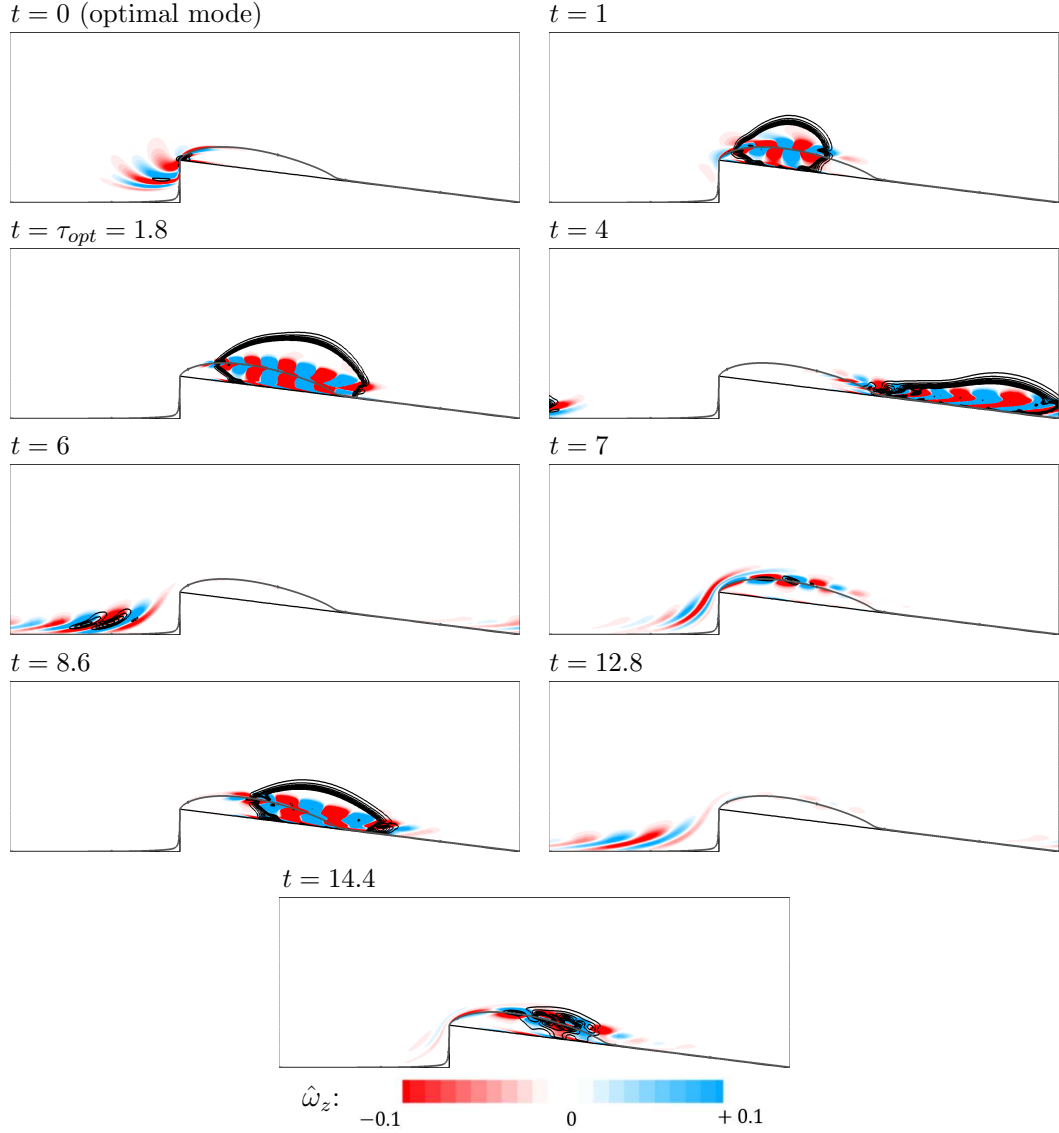 t = 0 (optimal mode)
t = 1
t = τ_opt = 1.8
t = 4
t = 6
t = 7
t = 8.6
t = 12.8
t = 14.4
ω̂_z:
−0.1 0 +0.1